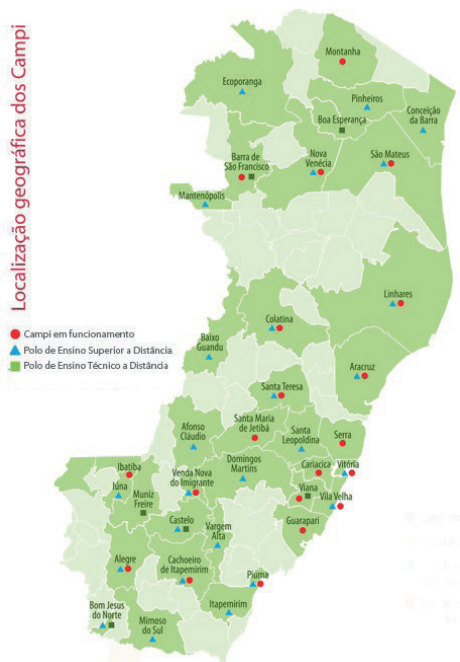 Localização geográfica dos Campi
Montanha
Ecoporanga
Pinheiros
Conceição
da Barra
Boa Esperança
Nova
Venécia
São Mateus
Barra de
São Francisco
Mantenópolis
Linhares
Colatina
Campi em funcionamento
Polo de Ensino Superior a Distância
Polo de Ensino Técnico a Distância
Baixo
Guandu
Aracruz
Santa Teresa
Afonso
Cláudio
Santa Maria
de Jetibá
Santa
Leopoldina
Serra
Ibatiba
Venda Nova
do Imigrante
Domingos
Martins
Cariacica
Vitória
Iúna
Muniz
Freire
Viana
Vila Velha
Castelo
Vargem
Alta
Guarapari
Alegre
Cachoeiro
de Itapemirim
Piúma
Bom Jesus
do Norte
Mimoso
do Sul
Itapemirim